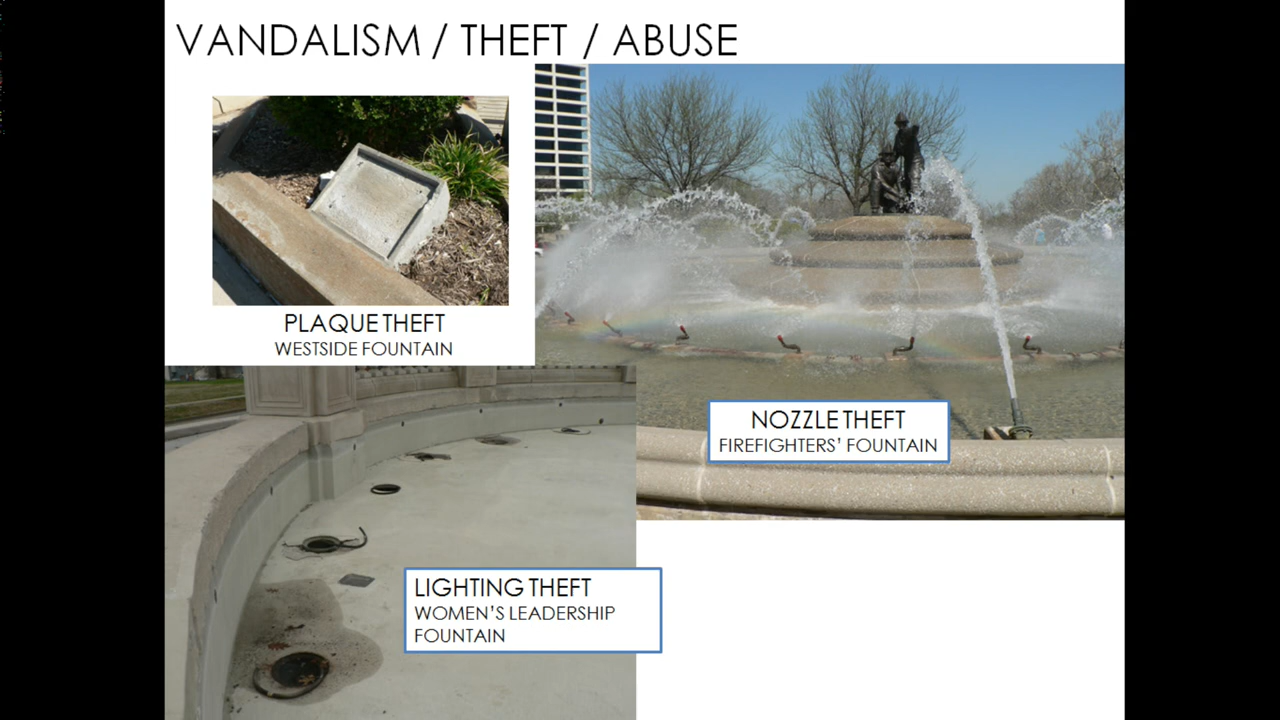 VANDALISM / THEFT / ABUSE
PLAQUE THEFT
WESTSIDE FOUNTAIN
NOZZLE THEFT
FIREFIGHTERS' FOUNTAIN
LIGHTING THEFT
WOMEN'S LEADERSHIP
FOUNTAIN